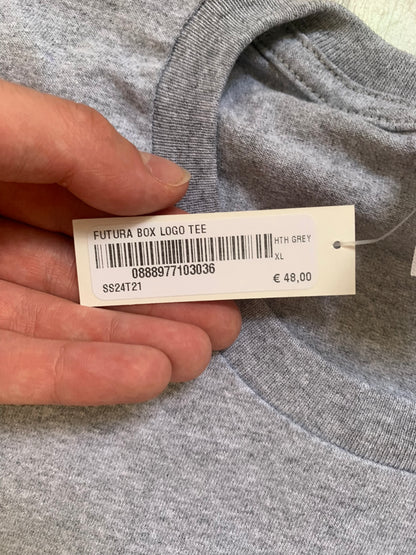 FUTURA BOX LOGO TEE
HTH GREY
XL
0888977103036
SS24T21
€ 48,00